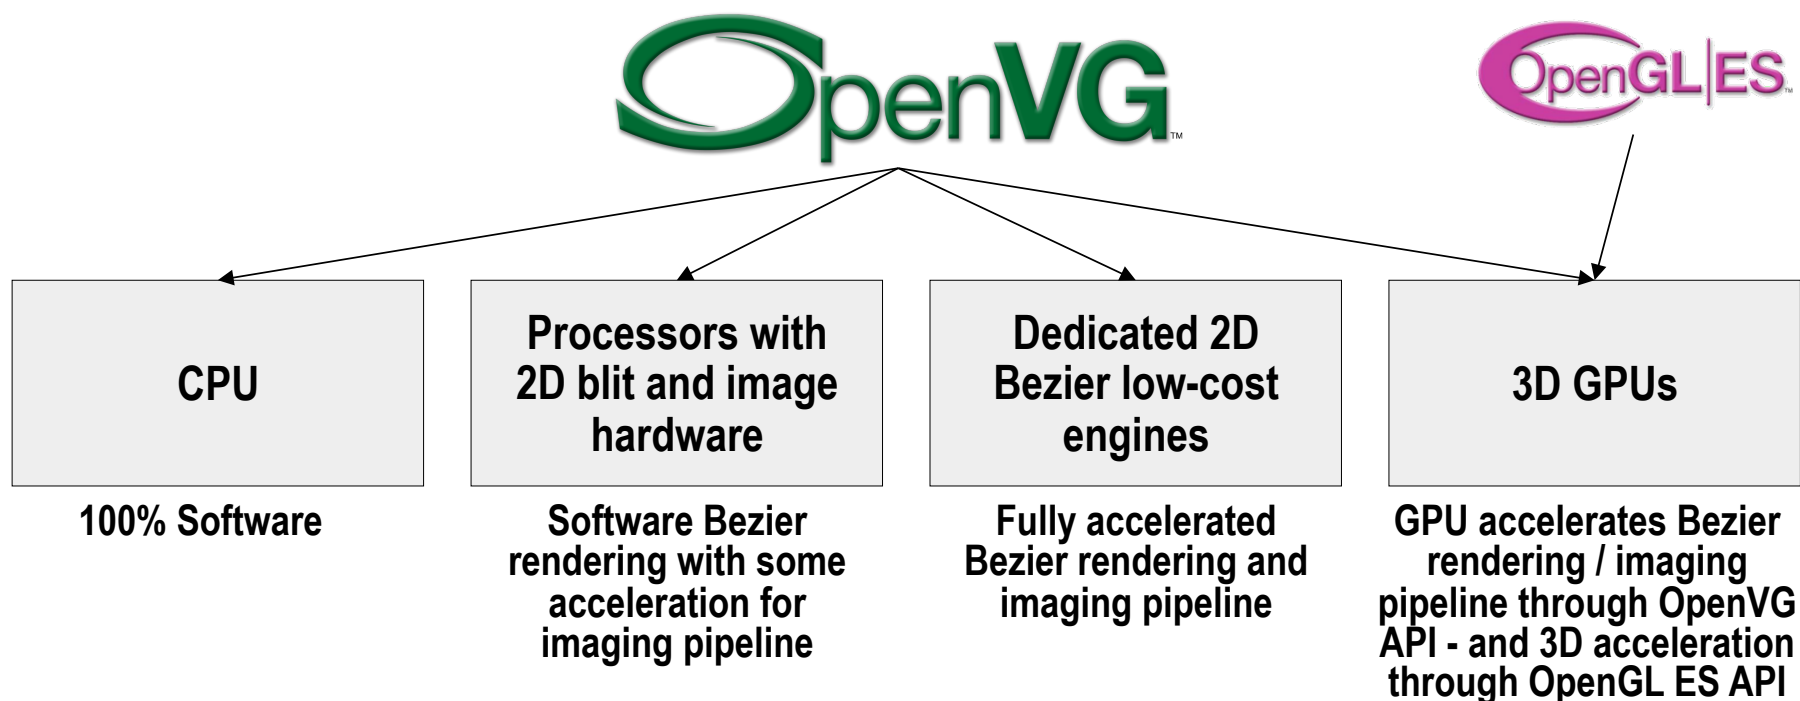 OpenVG™
OpenGL|ES™
CPU
Processors with
2D blit and image
hardware
Dedicated 2D
Bezier low-cost
engines
3D GPUs
100% Software
Software Bezier
rendering with some
acceleration for
imaging pipeline
Fully accelerated
Bezier rendering and
imaging pipeline
GPU accelerates Bezier
rendering / imaging
pipeline through OpenVG
API - and 3D acceleration
through OpenGL ES API